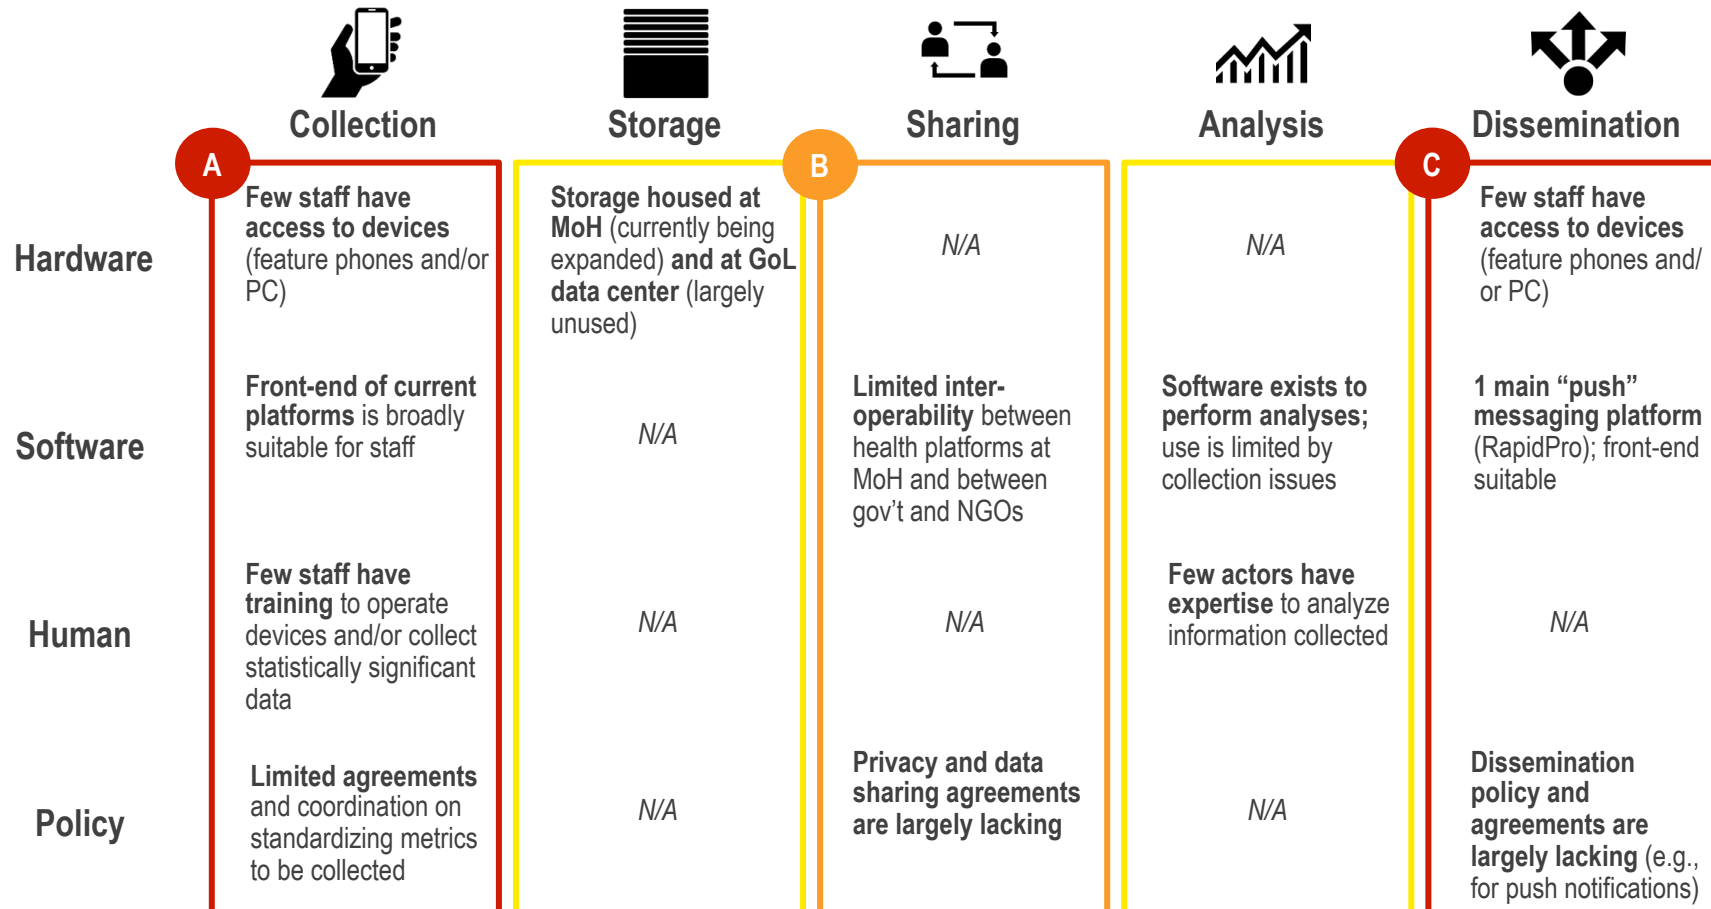 Collection
Storage
Sharing
Analysis
Dissemination
A
B
C
Hardware
Few staff have
access to devices
(feature phones and/or
PC)
Storage housed at
MoH (currently being
expanded) and at GoL
data center (largely
unused)
N/A
N/A
Few staff have
access to devices
(feature phones and/
or PC)
Software
Front-end of current
platforms is broadly
suitable for staff
N/A
Limited inter-
operability between
health platforms at
MoH and between
gov’t and NGOs
Software exists to
perform analyses;
use is limited by
collection issues
1 main “push”
messaging platform
(RapidPro); front-end
suitable
Human
Few staff have
training to operate
devices and/or collect
statistically significant
data
N/A
N/A
Few actors have
expertise to analyze
information collected
N/A
Policy
Limited agreements
and coordination on
standardizing metrics
to be collected
N/A
Privacy and data
sharing agreements
are largely lacking
N/A
Dissemination
policy and
agreements are
largely lacking (e.g.,
for push notifications)